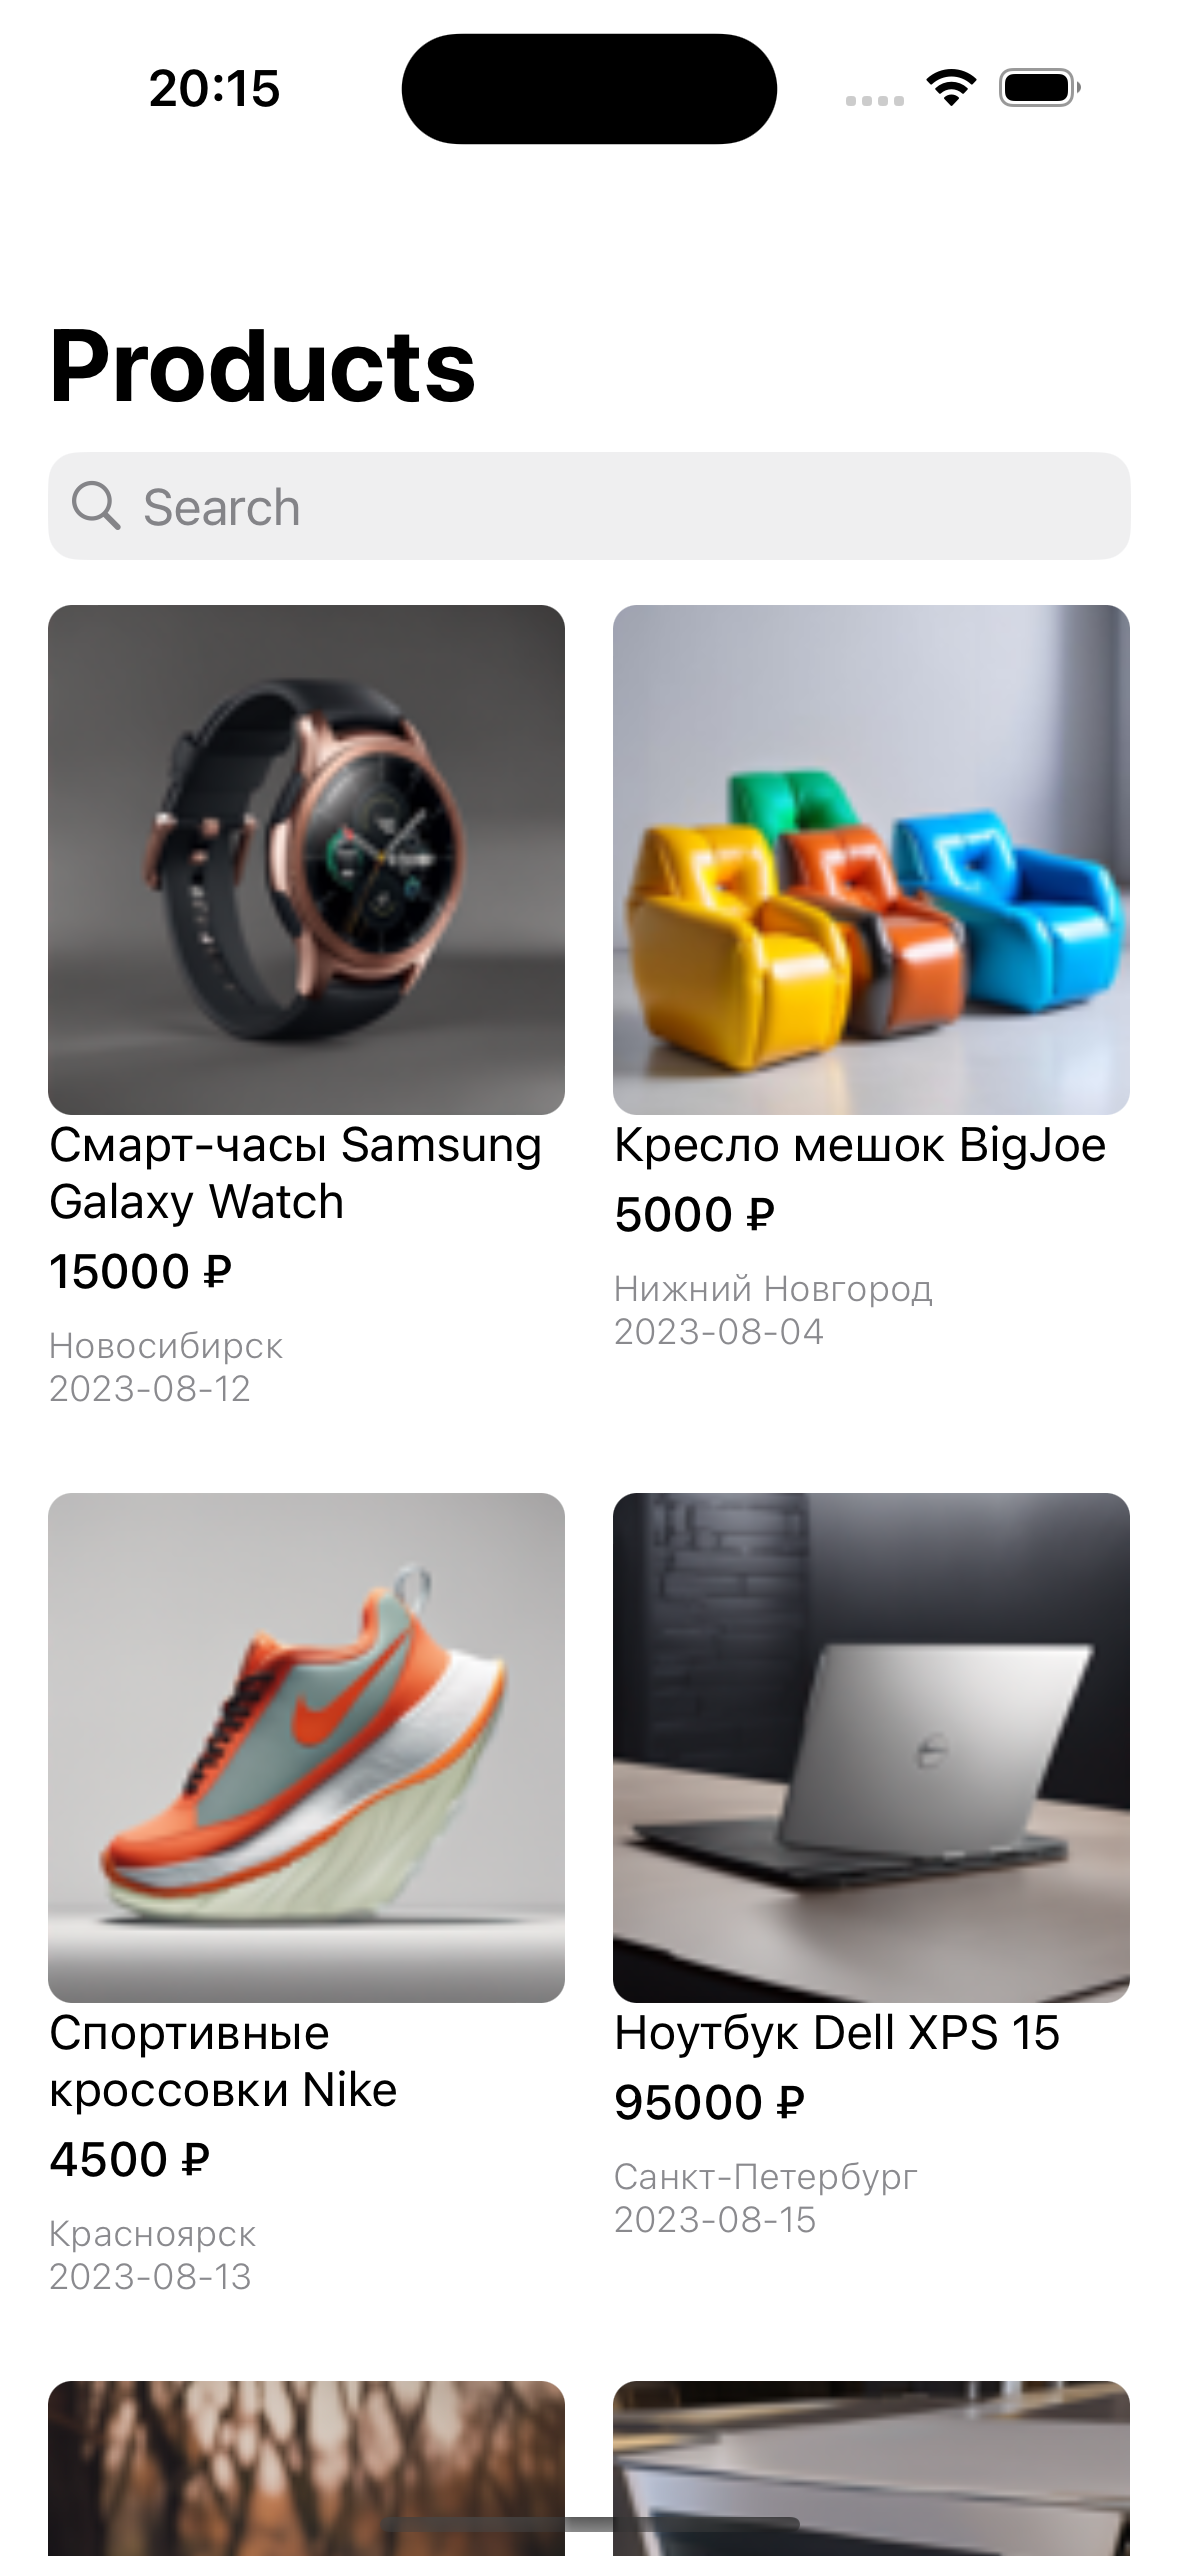 20:15
Products
Search
Смарт-часы Samsung
Galaxy Watch
15000 ₽
Новосибирск
2023-08-12
Кресло мешок BigJoe
5000 ₽
Нижний Новгород
2023-08-04
Спортивные
кроссовки Nike
4500 ₽
Красноярск
2023-08-13
Ноутбук Dell XPS 15
95000 ₽
Санкт-Петербург
2023-08-15